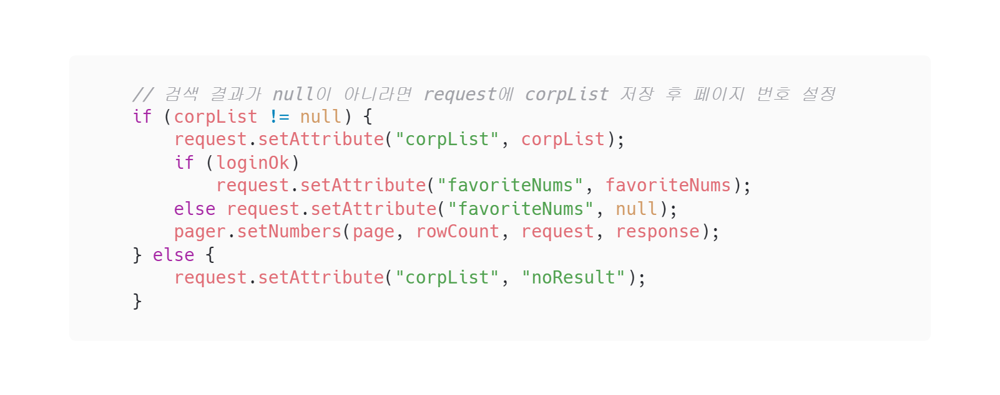 // 검색 결과가 null이 아니라면 request에 corpList 저장 후 페이지 번호 설정
if (corpList != null) {
    request.setAttribute("corpList", corpList);
    if (loginOk)
        request.setAttribute("favoriteNums", favoriteNums);
    else request.setAttribute("favoriteNums", null);
    pager.setNumbers(page, rowCount, request, response);
} else {
    request.setAttribute("corpList", "noResult");
}